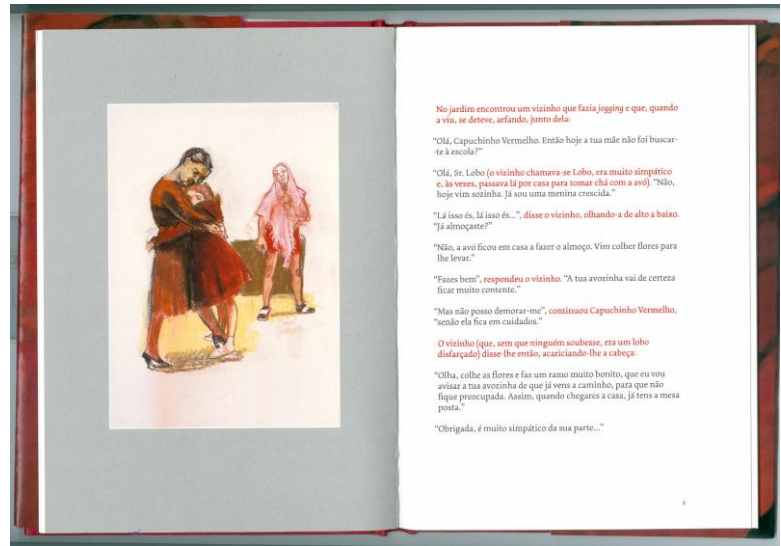 No jardim encontrou um vizinho que fazia jogging e que, quando
a viu, se deteve, arfando, junto dela:
“Olá, Capuchinho Vermelho. Então hoje a tua mãe não foi buscar-
-te à escola?”
“Olá, Sr. Lobo (o vizinho chamava-se Lobo, era muito simpático
e, às vezes, passava lá por casa para tomar chá com a avó). “Não,
hoje vim sozinha. Já sou uma menina crescida.”
“Lá isso és, lá isso és...”, disse o vizinho, olhando-a de alto a baixo.
“Já almoçaste?”
“Não, a avó ficou em casa a fazer o almoço. Vim colher flores para
lhe levar.”
“Fazes bem”, respondeu o vizinho. “A tua avozinha vai de certeza
ficar muito contente.”
“Mas não posso demorar-me”, continuou Capuchinho Vermelho,
“senão ela fica em cuidados.”
O vizinho (que, sem que ninguém soubesse, era um lobo
disfarçado) disse-lhe então, acariciando-lhe a cabeça:
“Olha, colhe as flores e faz um ramo muito bonito, que eu vou
avisar a tua avozinha de que já vens a caminho, para que não
fique preocupada. Assim, quando chegares a casa, já tens a mesa
posta.”
“Obrigada, é muito simpático da sua parte...”